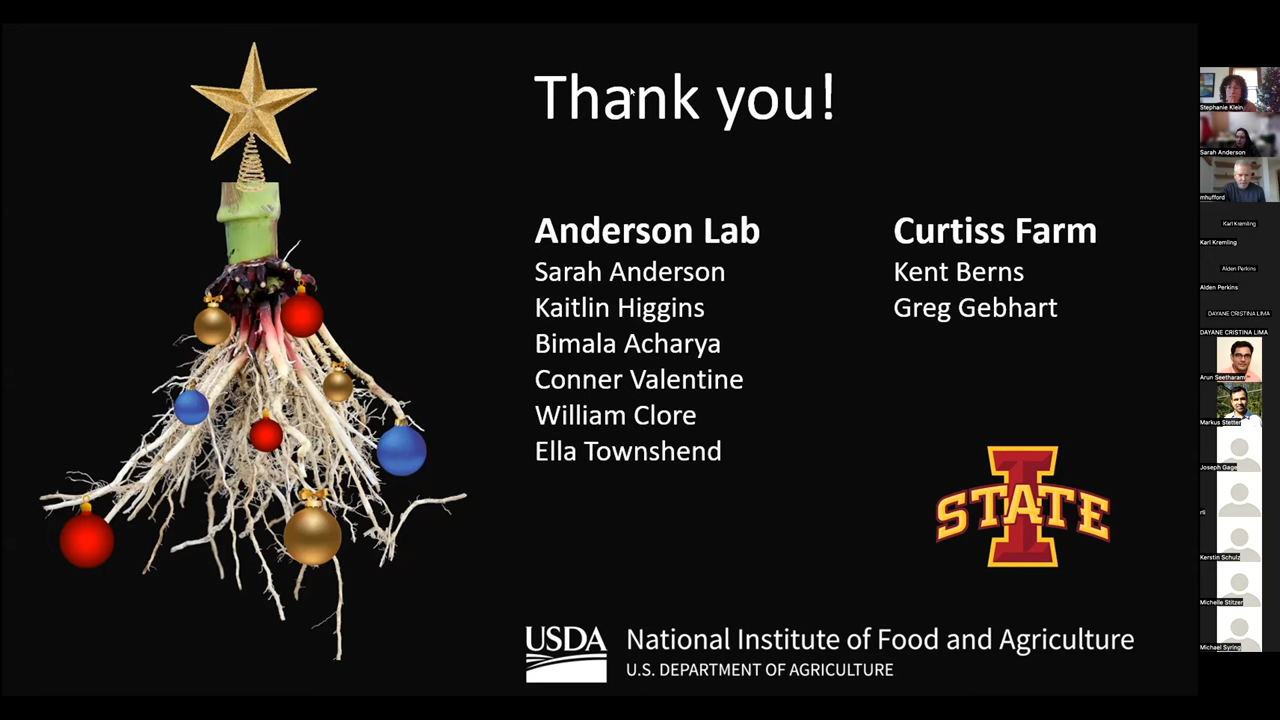 Thank you!
Anderson Lab
Sarah Anderson
Kaitlin Higgins
Bimala Acharya
Conner Valentine
William Clore
Ella Townshend
Curtiss Farm
Kent Berns
Greg Gebhart
I STATE
USDA
National Institute of Food and Agriculture
U.S. DEPARTMENT OF AGRICULTURE
Stephanie Klein
Sarah Anderson
mhufford
Karl Kremling
Karl Kremling
Alden Perkins
Alden Perkins
DAYANE CRISTINA LIMA
DAYANE CRISTINA LIMA
Arun Seetharam
Markus Stetter
Joseph Gage
rli
Kerstin Schulz
Michelle Stitzer
Michael Syring